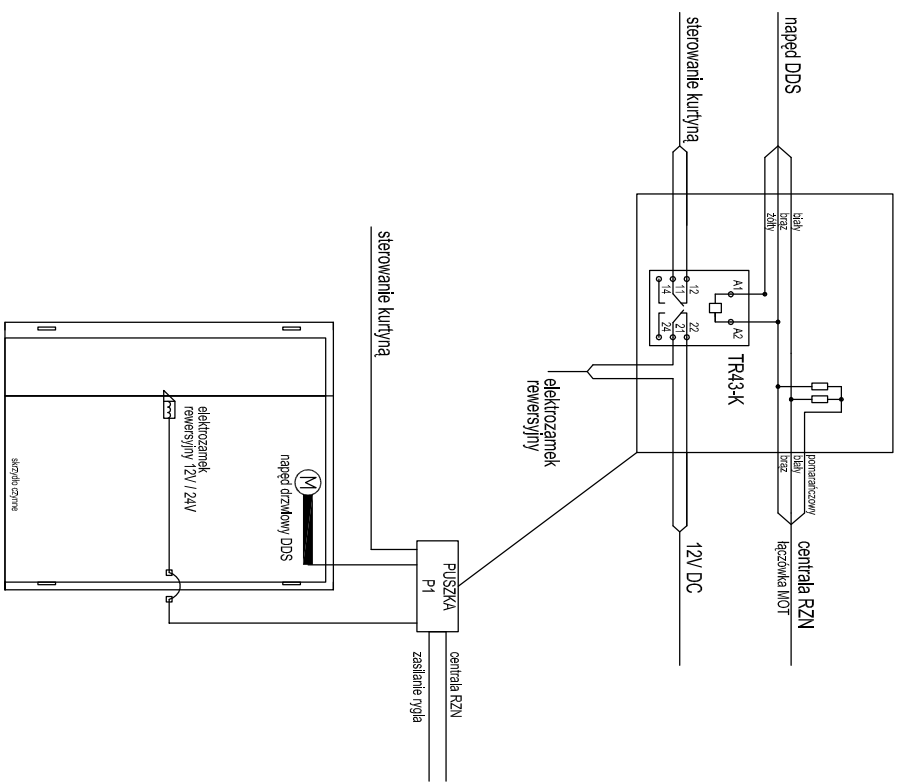 napęd DDS
sterowanie kurtyną
biały
braz
żółty
A1
A2
12
11
14
22
21
24
TR43-K
pomarańczowy
biały
braz
centrala RZN
łączówka MOT
12V DC
elektrozamek
rewersyjny
sterowanie kurtyną
PUSZKA
P1
centrala RZN
zasilanie rygla
M
napęd drzwiowy DDS
elektrozamek
rewersyjny 12V / 24V
skrzydło czynne